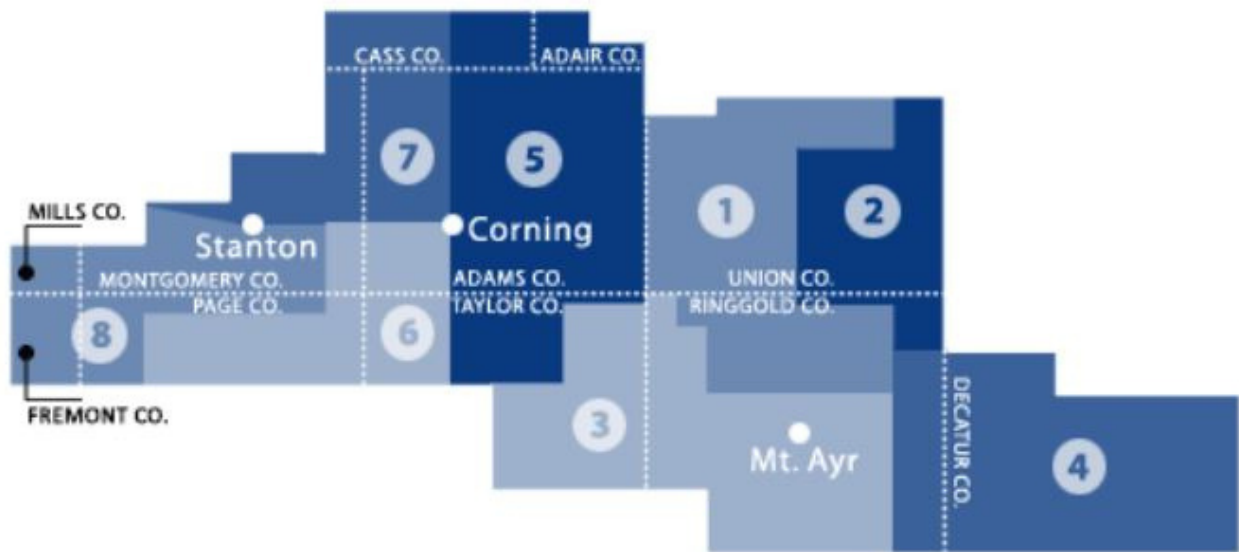 CASS CO.
ADAIR CO.
7
5
MILLS CO.
1
2
Stanton
Corning
MONTGOMERY CO.
ADAMS CO.
UNION CO.
PAGE CO.
TAYLOR CO.
RINGGOLD CO.
8
6
FREMONT CO.
3
DECATUR CO.
Mt. Ayr
4